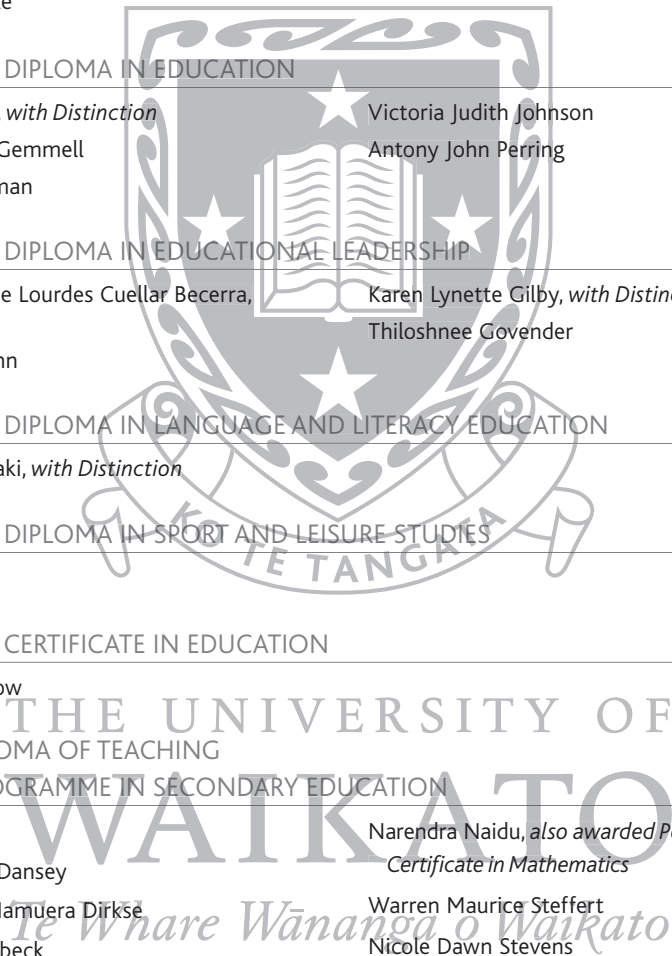 DIPLOMA IN EDUCATION
, with Distinction
Gemmell
Victoria Judith Johnson
Antony John Perring
DIPLOMA IN EDUCATIONAL LEADERSHIP
Lourdes Cuellar Becerra,
Karen Lynette Gilby, with
Thiloshnee Govender
DIPLOMA IN LANGUAGE AND LITERACY EDUCATION
with Distinction
DIPLOMA IN SPORT AND LEISURE STUDIES
KO TE TANGATA
CERTIFICATE IN EDUCATION
THE UNIVERSITY OF
OF TEACHING
IN SECONDARY EDUCATION
WAIKATO
Dansey
Dirkse
Narendra Naidu, also awarded
Certificate in Mathematics
Warren Maurice Steffert
Nicole Dawn Stevens
Te Whare Wānanga o Waikato